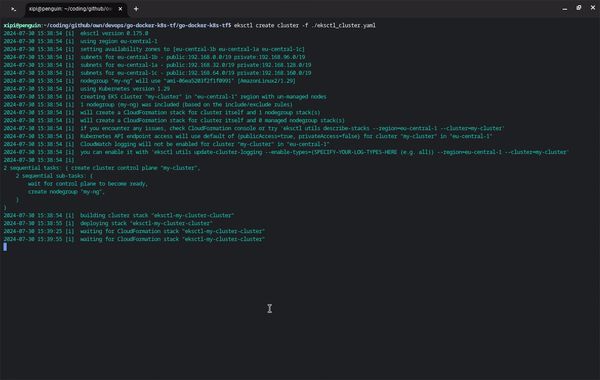 xipi@penguin: ~/coding/github/own/devops/go-docker-k8s-tf/go-docker-k8s-tf
xipi@penguin:~/coding/github/own/devops/go-docker-k8s-tf/go-docker-k8s-tf$ eksctl create cluster -f ./eksctl_cluster.yaml
2024-07-30 15:38:54 [ℹ]  eksctl version 0.175.0
2024-07-30 15:38:54 [ℹ]  using region eu-central-1
2024-07-30 15:38:54 [ℹ]  setting availability zones to [eu-central-1b eu-central-1a eu-central-1c]
2024-07-30 15:38:54 [ℹ]  subnets for eu-central-1b - public:192.168.0.0/19 private:192.168.96.0/19
2024-07-30 15:38:54 [ℹ]  subnets for eu-central-1a - public:192.168.32.0/19 private:192.168.128.0/19
2024-07-30 15:38:54 [ℹ]  subnets for eu-central-1c - public:192.168.64.0/19 private:192.168.160.0/19
2024-07-30 15:38:54 [ℹ]  nodegroup "my-ng" will use "ami-06ea5203f2f1f0991" [AmazonLinux2/1.29]
2024-07-30 15:38:54 [ℹ]  using Kubernetes version 1.29
2024-07-30 15:38:54 [ℹ]  creating EKS cluster "my-cluster" in "eu-central-1" region with un-managed nodes
2024-07-30 15:38:54 [ℹ]  1 nodegroup (my-ng) was included (based on the include/exclude rules)
2024-07-30 15:38:54 [ℹ]  will create a CloudFormation stack for cluster itself and 1 nodegroup stack(s)
2024-07-30 15:38:54 [ℹ]  will create a CloudFormation stack for cluster itself and 0 managed nodegroup stack(s)
2024-07-30 15:38:54 [ℹ]  if you encounter any issues, check CloudFormation console or try 'eksctl utils describe-stacks --region=eu-central-1 --cluster=my-cluster'
2024-07-30 15:38:54 [ℹ]  Kubernetes API endpoint access will use default of {publicAccess=true, privateAccess=false} for cluster "my-cluster" in "eu-central-1"
2024-07-30 15:38:54 [ℹ]  CloudWatch logging will not be enabled for cluster "my-cluster" in "eu-central-1"
2024-07-30 15:38:54 [ℹ]  you can enable it with 'eksctl utils update-cluster-logging --enable-types={SPECIFY-YOUR-LOG-TYPES-HERE (e.g. all)} --region=eu-central-1 --cluster=my-cluster'
2024-07-30 15:38:54 [ℹ]
2 sequential tasks: { create cluster control plane "my-cluster",
    2 sequential sub-tasks: {
        wait for control plane to become ready,
        create nodegroup "my-ng",
    }
}
2024-07-30 15:38:54 [ℹ]  building cluster stack "eksctl-my-cluster-cluster"
2024-07-30 15:38:55 [ℹ]  deploying stack "eksctl-my-cluster-cluster"
2024-07-30 15:39:25 [ℹ]  waiting for CloudFormation stack "eksctl-my-cluster-cluster"
2024-07-30 15:39:55 [ℹ]  waiting for CloudFormation stack "eksctl-my-cluster-cluster"